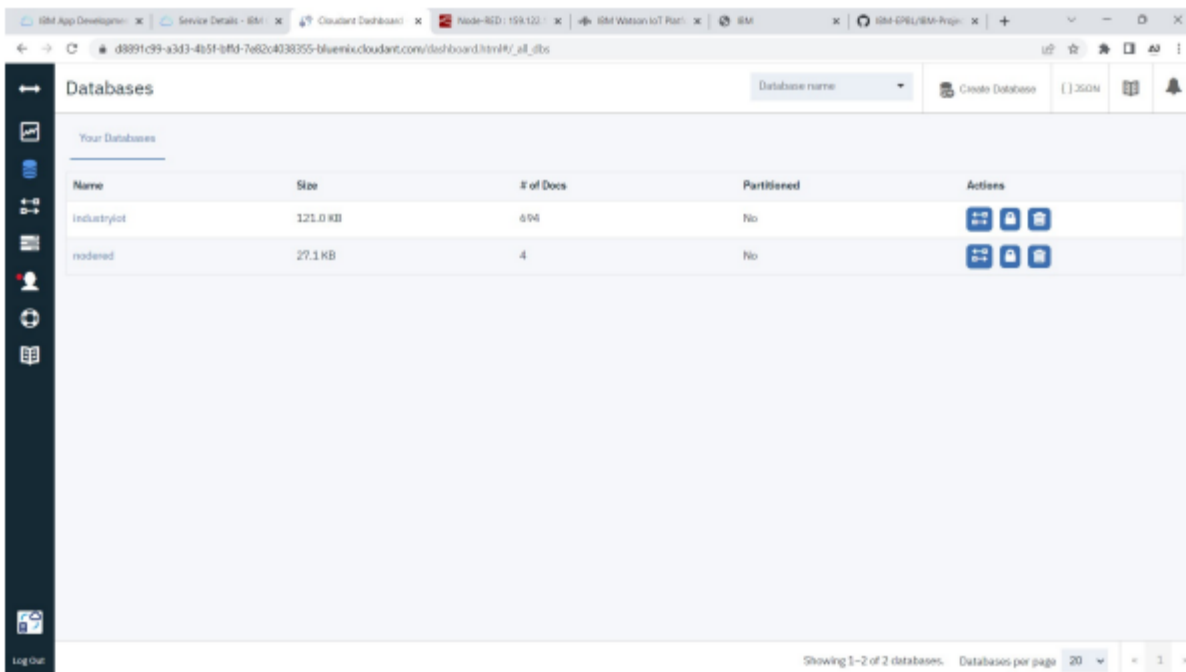 IBM App Developmen
Service Details - IBM
Cloudant Dashboard
Node-RED : 159.122.
IBM Watson IoT Platf
IBM
IBM-EPBL/IBM-Projec
d8891c99-a3d3-4b5f-bffd-7e82c4038355-bluemix.cloudant.com/dashboard.html#/_all_dbs
Databases
Database name
Create Database
{ } JSON
Your Databases
Name Size # of Docs Partitioned Actions
industryiot 121.0 KB 694 No
nodered 27.1 KB 4 No
Log Out
Showing 1–2 of 2 databases. Databases per page 20 « 1